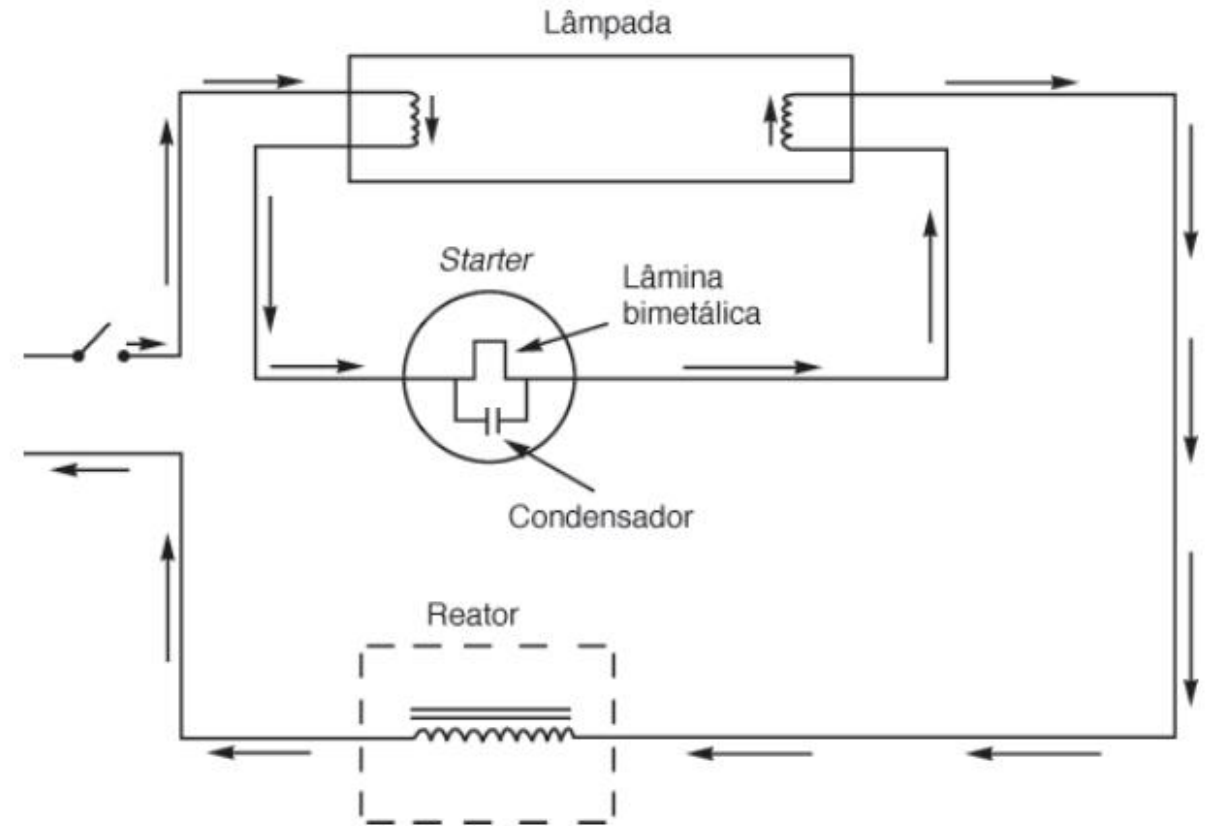 Lâmpada
Starter
Lâmina
bimetálica
Condensador
Reator